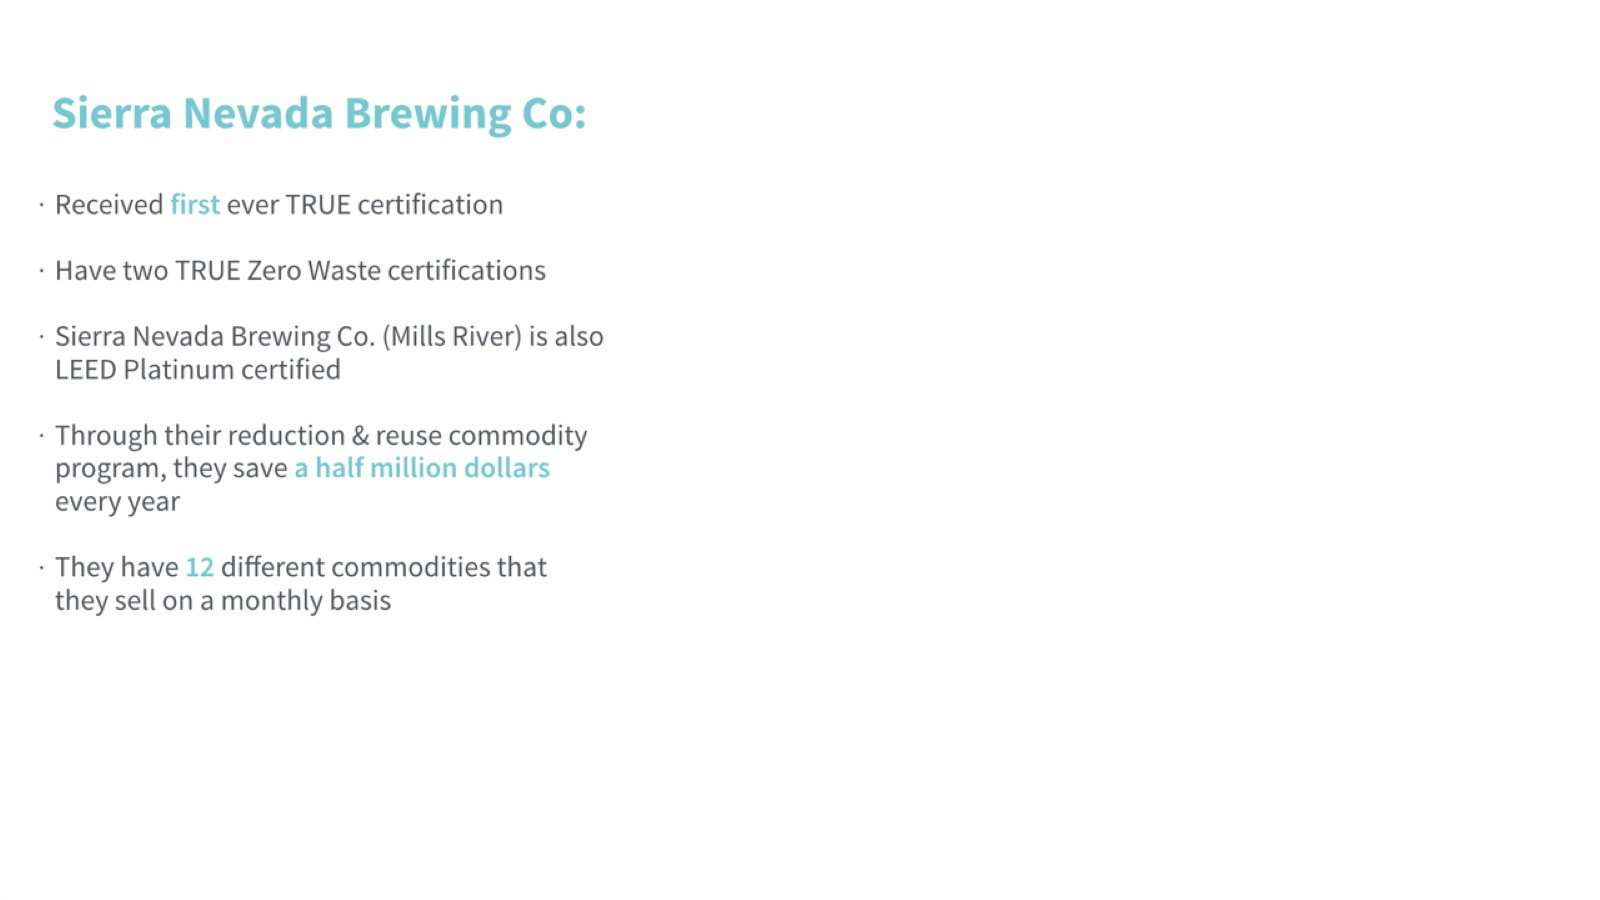 Sierra Nevada Brewing Co:
· Received first ever TRUE certification
· Have two TRUE Zero Waste certifications
· Sierra Nevada Brewing Co. (Mills River) is also
LEED Platinum certified
· Through their reduction & reuse commodity
program, they save a half million dollars
every year
· They have 12 different commodities that
they sell on a monthly basis